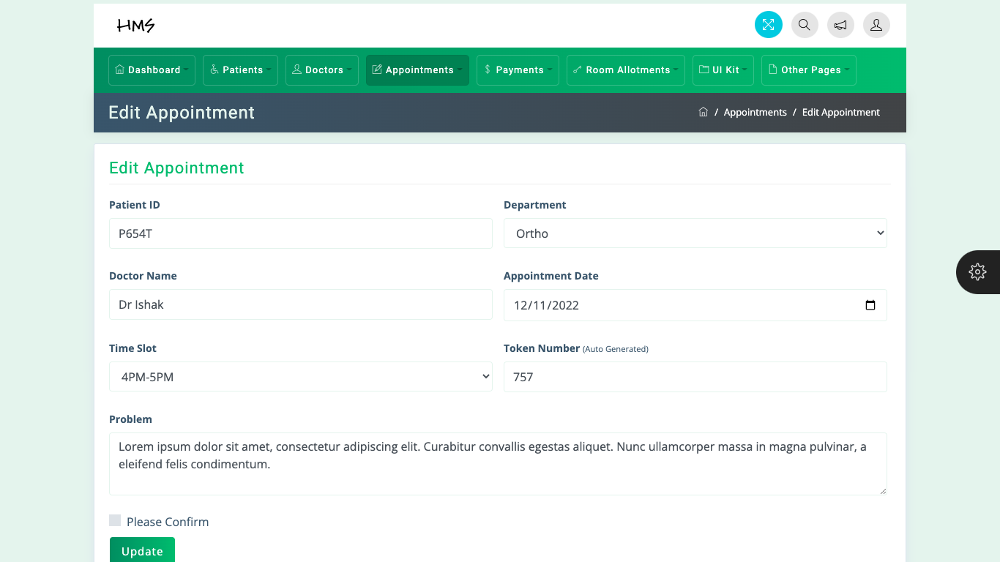 HMS
Dashboard Patients Doctors Appointments Payments Room Allotments UI Kit Other Pages
Edit Appointment
/ Appointments / Edit Appointment
Edit Appointment
Patient ID
Department
P654T
Ortho
Doctor Name
Appointment Date
Dr Ishak
12/11/2022
Time Slot
Token Number (Auto Generated)
4PM-5PM
757
Problem
Lorem ipsum dolor sit amet, consectetur adipiscing elit. Curabitur convallis egestas aliquet. Nunc ullamcorper massa in magna pulvinar, a
eleifend felis condimentum.
Please Confirm
Update